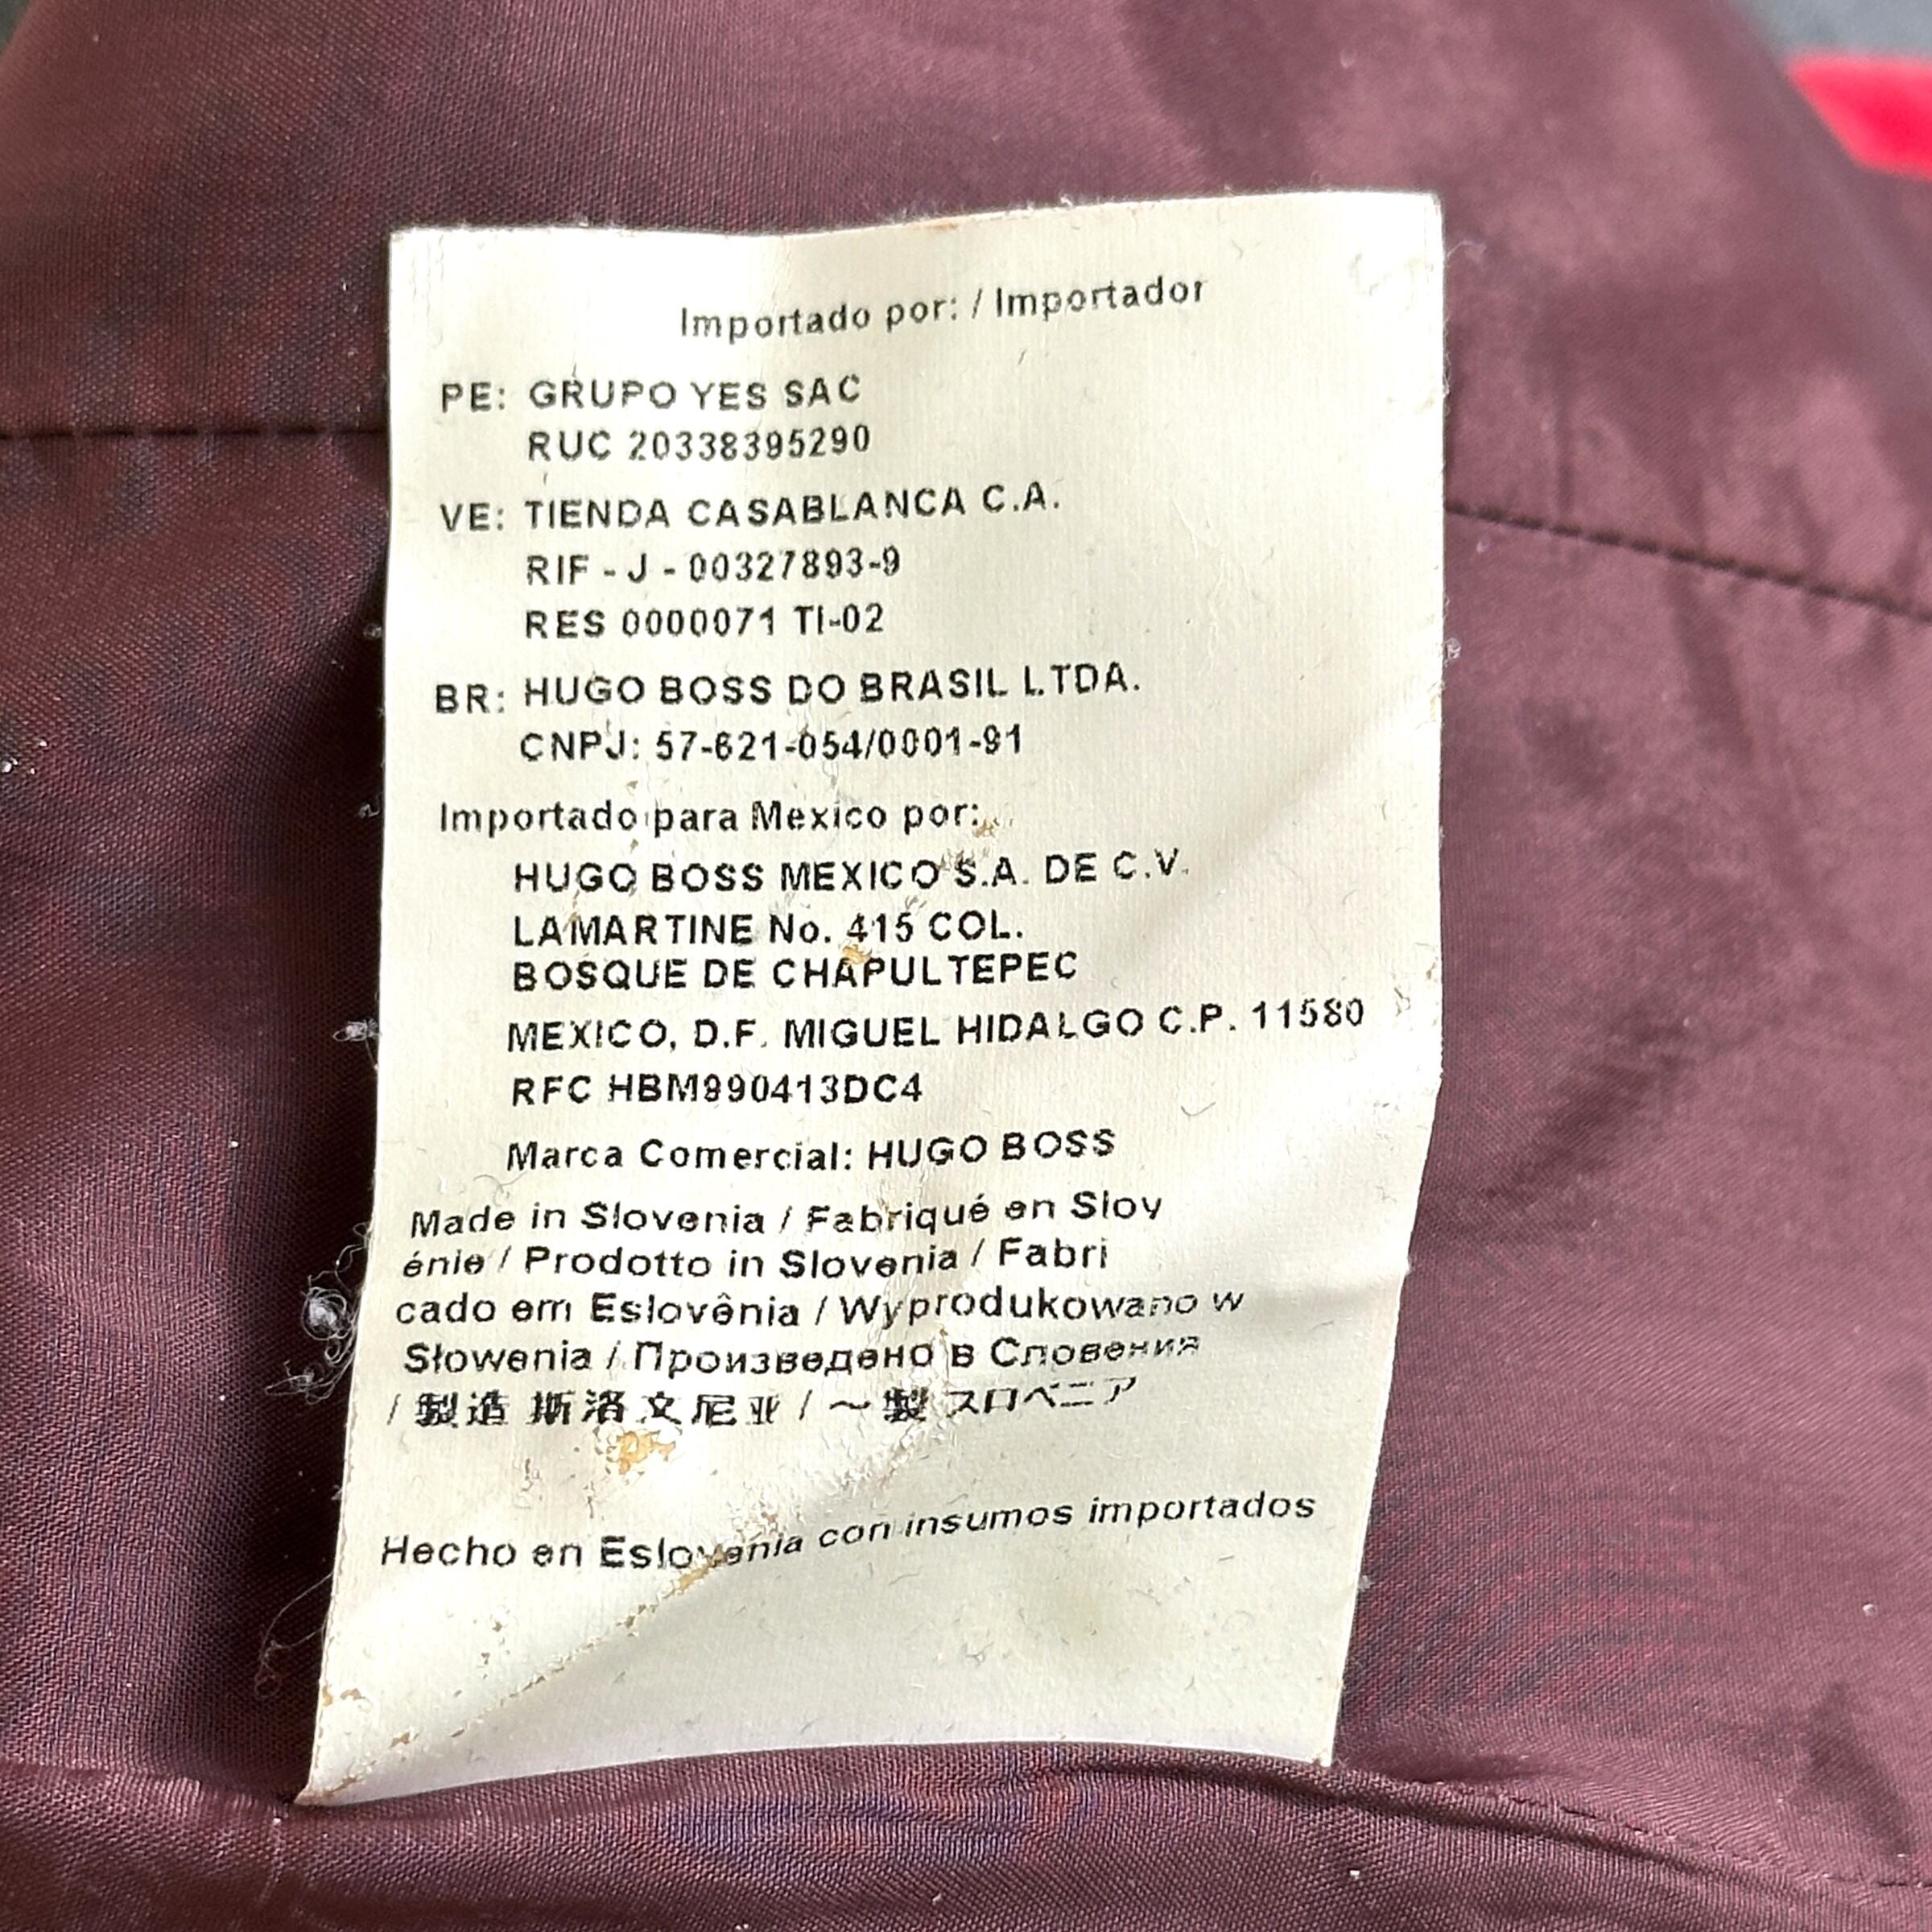 Importado por: / Importador
PE: GRUPO YES SAC
RUC 20338395290
VE: TIENDA CASABLANCA C.A.
RIF - J - 00327893-9
RES 0000071 TI-02
BR: HUGO BOSS DO BRASIL LTDA.
CNPJ: 57-621-054/0001-91
Importado para Mexico por:
HUGO BOSS MEXICO S.A. DE C.V.
LAMARTINE No. 415 COL.
BOSQUE DE CHAPULTEPEC
MEXICO, D.F. MIGUEL HIDALGO C.P. 11580
RFC HBM990413DC4
Marca Comercial: HUGO BOSS
Made in Slovenia / Fabriqué en Slov
énie / Prodotto in Slovenia / Fabri
cado em Eslovênia / Wyprodukowano w
Słowenia / Произведено в Словения
/ 製造 斯洛文尼亚 / ～製 スロベニア
Hecho en Eslovenia con insumos importados